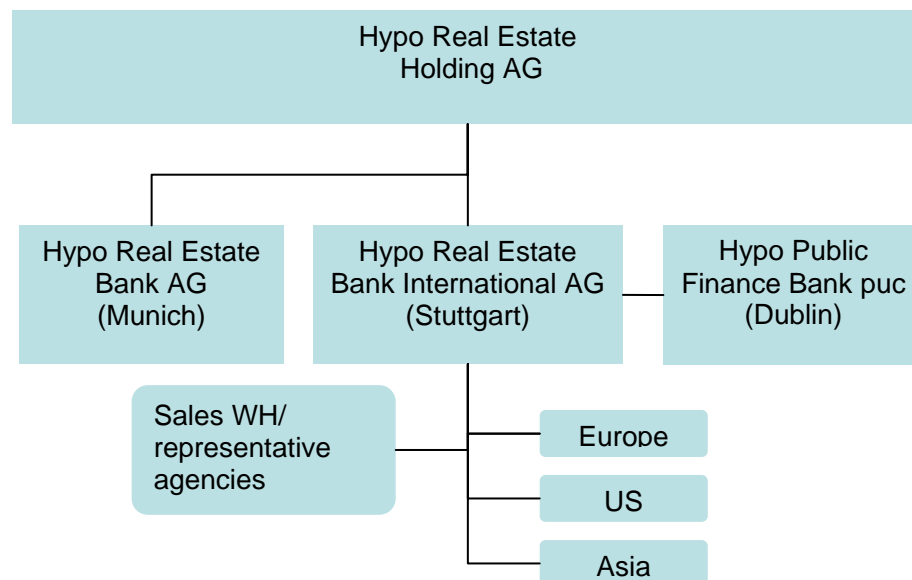 Hypo Real Estate
Holding AG
Hypo Real Estate
Bank AG
(Munich)
Hypo Real Estate
Bank International AG
(Stuttgart)
Hypo Public
Finance Bank puc
(Dublin)
Sales WH/
representative
agencies
Europe
US
Asia